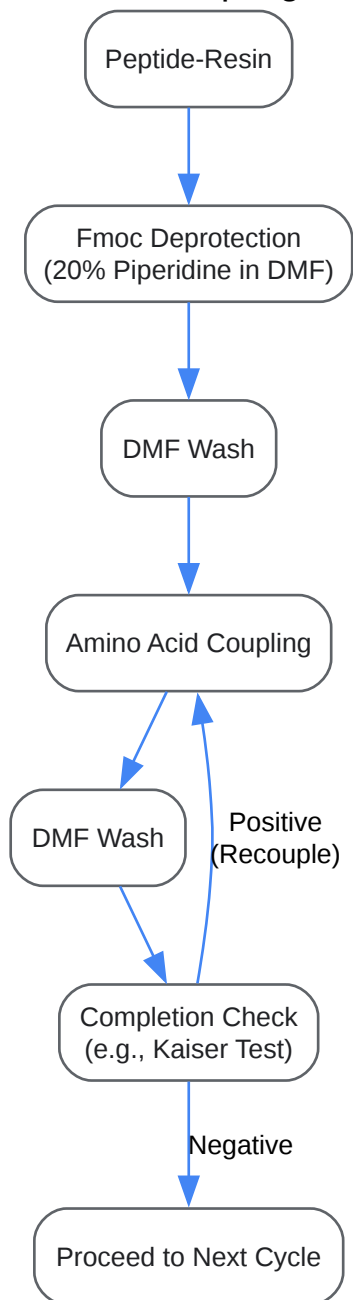 Peptide-Resin
Fmoc Deprotection
(20% Piperidine in DMF)
DMF Wash
Amino Acid Coupling
DMF Wash
Positive
(Recouple)
Completion Check
(e.g., Kaiser Test)
Negative
Proceed to Next Cycle